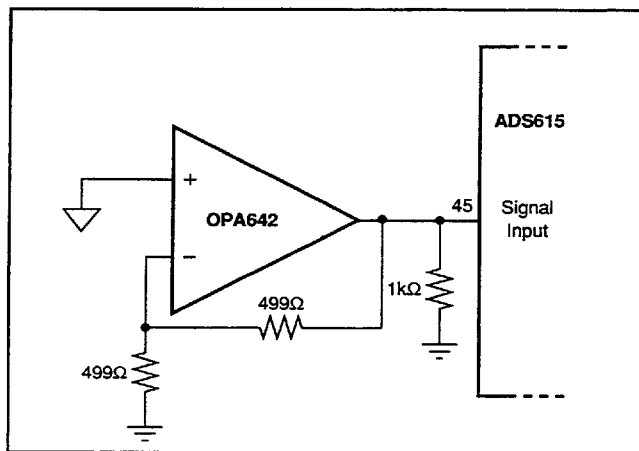 ADS615
+
OPA642
45
Signal
Input
−
1kΩ
499Ω
499Ω